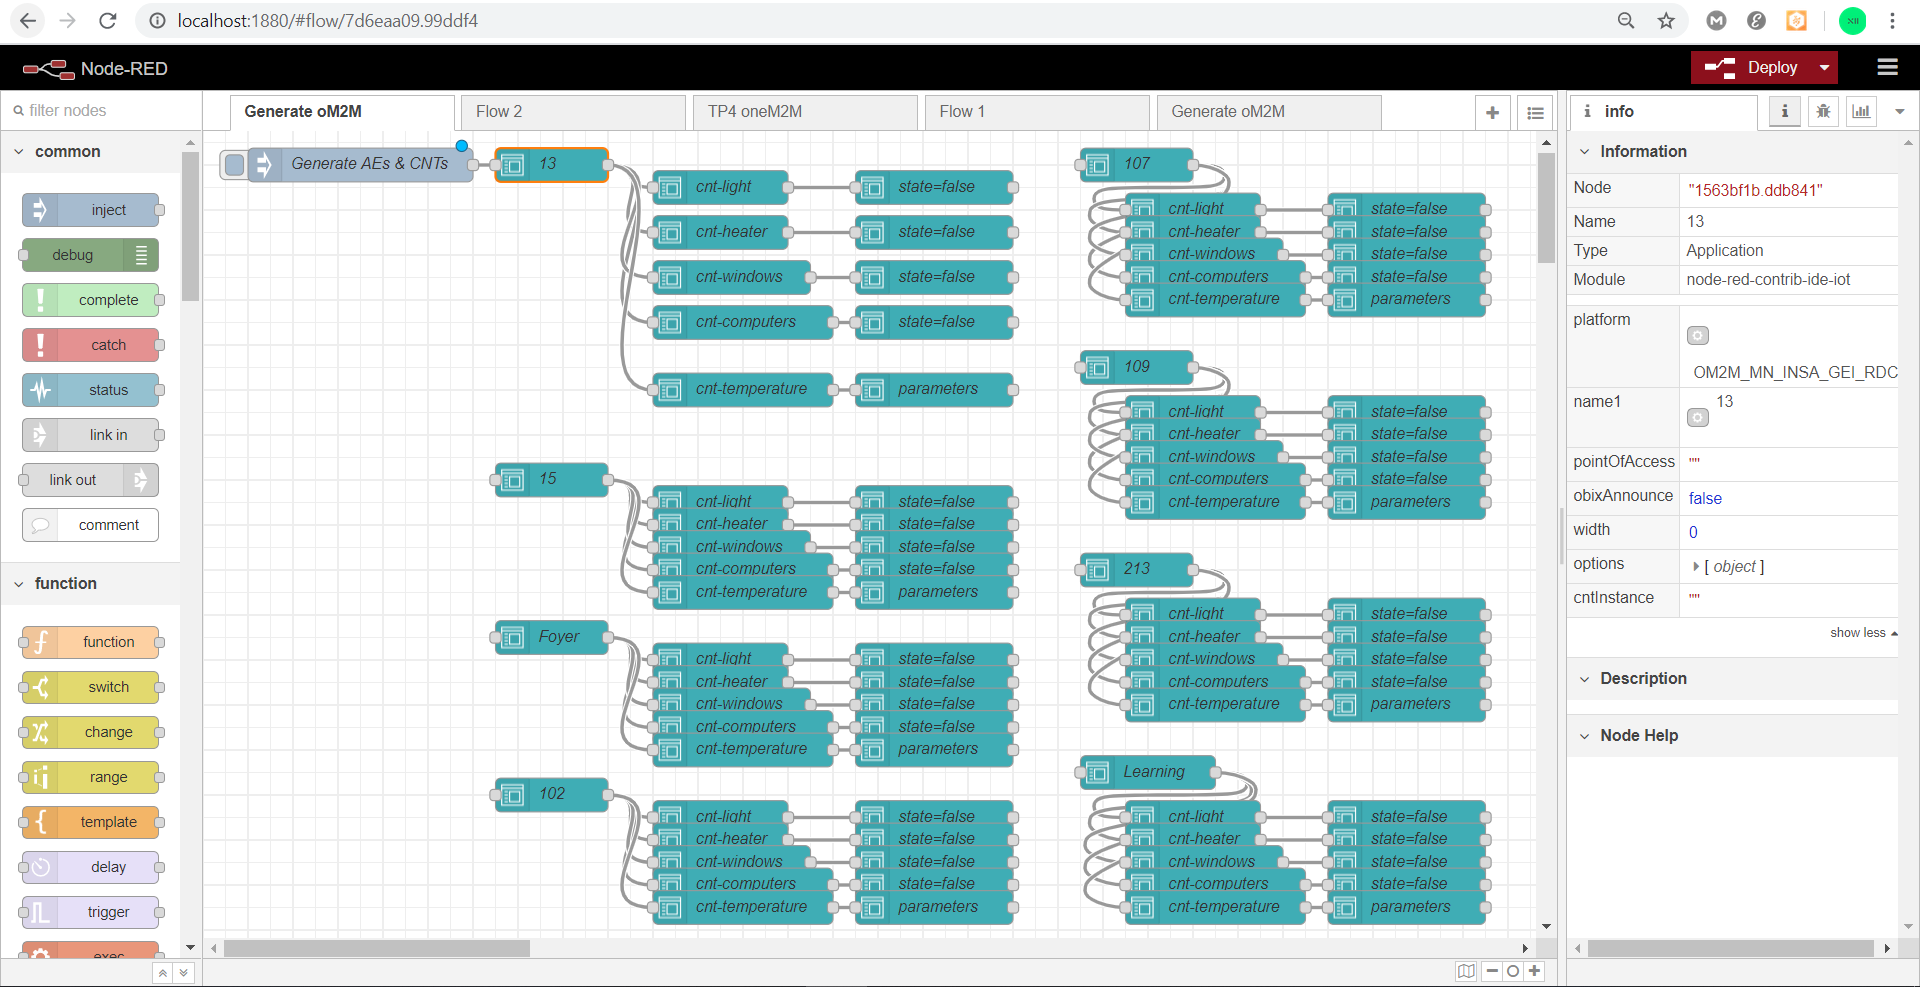 localhost:1880/#flow/7d6eaa09.99ddf4
XII
Node-RED
Deploy
filter nodes
Generate oM2M
Flow 2
TP4 oneM2M
Flow 1
Generate oM2M
info
common
inject
debug
complete
catch
status
link in
link out
comment
function
function
switch
change
range
template
delay
trigger
exec
Generate AEs & CNTs
13
cnt-light
state=false
cnt-heater
state=false
cnt-windows
state=false
cnt-computers
state=false
cnt-temperature
parameters
15
cnt-light
state=false
cnt-heater
state=false
cnt-windows
state=false
cnt-computers
state=false
cnt-temperature
parameters
Foyer
cnt-light
state=false
cnt-heater
state=false
cnt-windows
state=false
cnt-computers
state=false
cnt-temperature
parameters
102
cnt-light
state=false
cnt-heater
state=false
cnt-windows
state=false
cnt-computers
state=false
cnt-temperature
parameters
107
cnt-light
state=false
cnt-heater
state=false
cnt-windows
state=false
cnt-computers
state=false
cnt-temperature
parameters
109
cnt-light
state=false
cnt-heater
state=false
cnt-windows
state=false
cnt-computers
state=false
cnt-temperature
parameters
213
cnt-light
state=false
cnt-heater
state=false
cnt-windows
state=false
cnt-computers
state=false
cnt-temperature
parameters
Learning
cnt-light
state=false
cnt-heater
state=false
cnt-windows
state=false
cnt-computers
state=false
cnt-temperature
parameters
Information
Node "1563bf1b.ddb841"
Name 13
Type Application
Module node-red-contrib-ide-iot
platform
OM2M_MN_INSA_GEI_RDC
name1 13
pointOfAccess ""
obixAnnounce false
width 0
options [ object ]
cntInstance ""
show less
Description
Node Help